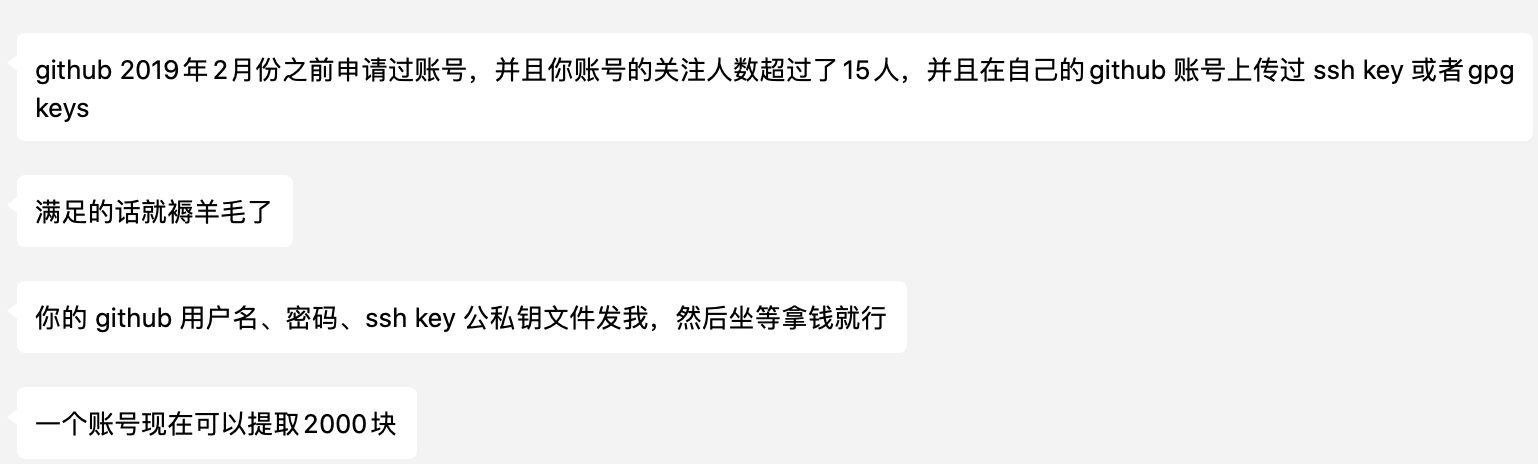 github 2019年2月份之前申请过账号，并且你账号的关注人数超过了15人，并且在自己的github 账号上传过 ssh key 或者gpg
keys
满足的话就褥羊毛了
你的 github 用户名、密码、ssh key 公私钥文件发我，然后坐等拿钱就行
一个账号现在可以提取2000块